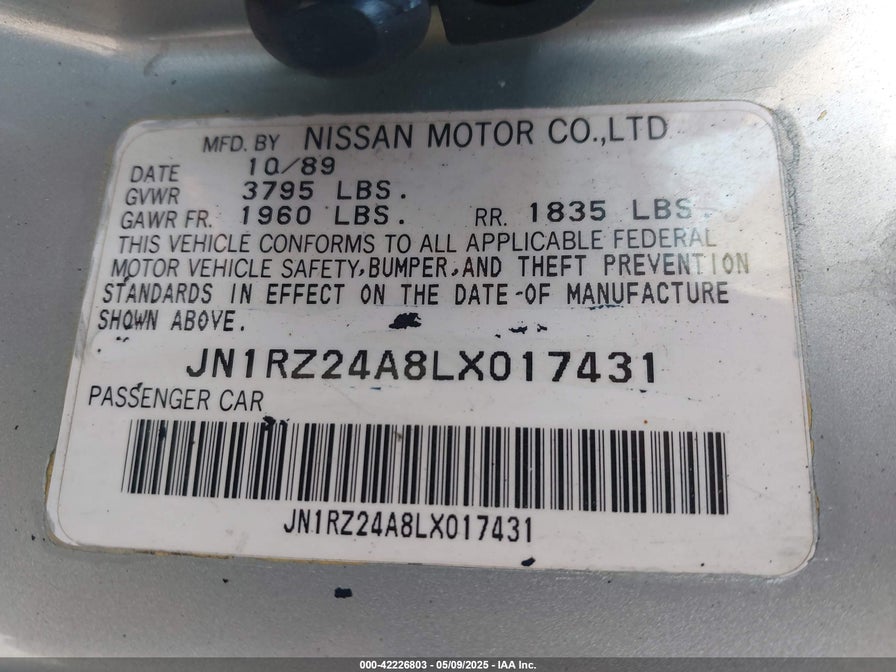 MFD. BY NISSAN MOTOR CO.,LTD
DATE 10/89
GVWR 3795 LBS.
GAWR FR. 1960 LBS. RR. 1835 LBS.
THIS VEHICLE CONFORMS TO ALL APPLICABLE FEDERAL
MOTOR VEHICLE SAFETY, BUMPER, AND THEFT PREVENTION
STANDARDS IN EFFECT ON THE DATE OF MANUFACTURE
SHOWN ABOVE.
JN1RZ24A8LX017431
PASSENGER CAR
JN1RZ24A8LX017431
000-42226803 - 05/09/2025 - IAA Inc.